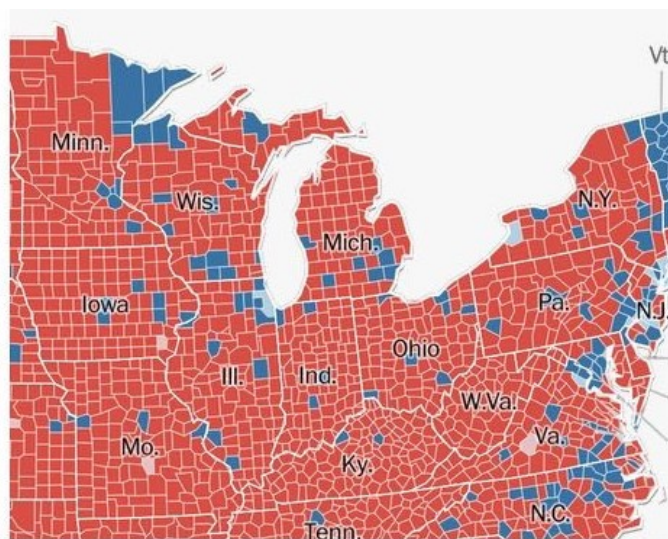 Vt
Minn.
Wis.
N.Y.
Mich.
Iowa
Pa.
N.J.
Ohio
Ill.
Ind.
W.Va.
Mo.
Va.
Ky.
N.C.
Tenn.